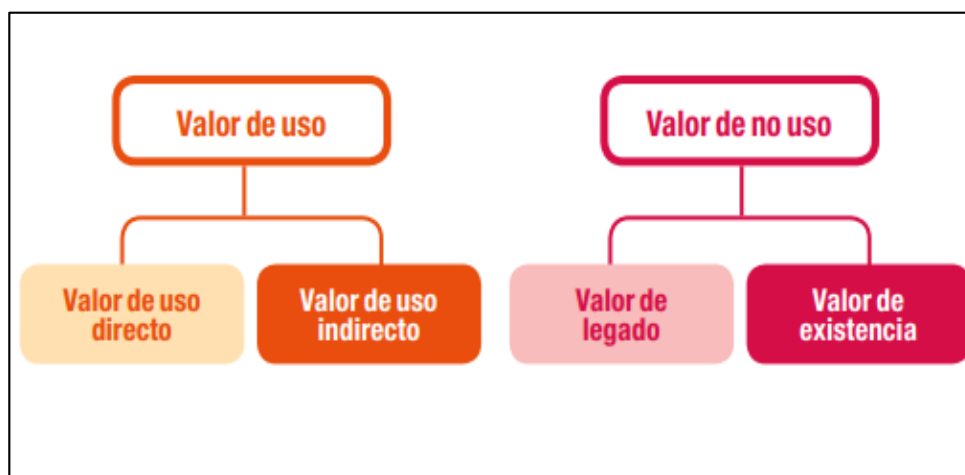 Valor de uso
Valor de no uso
Valor de uso
directo
Valor de uso
indirecto
Valor de
legado
Valor de
existencia